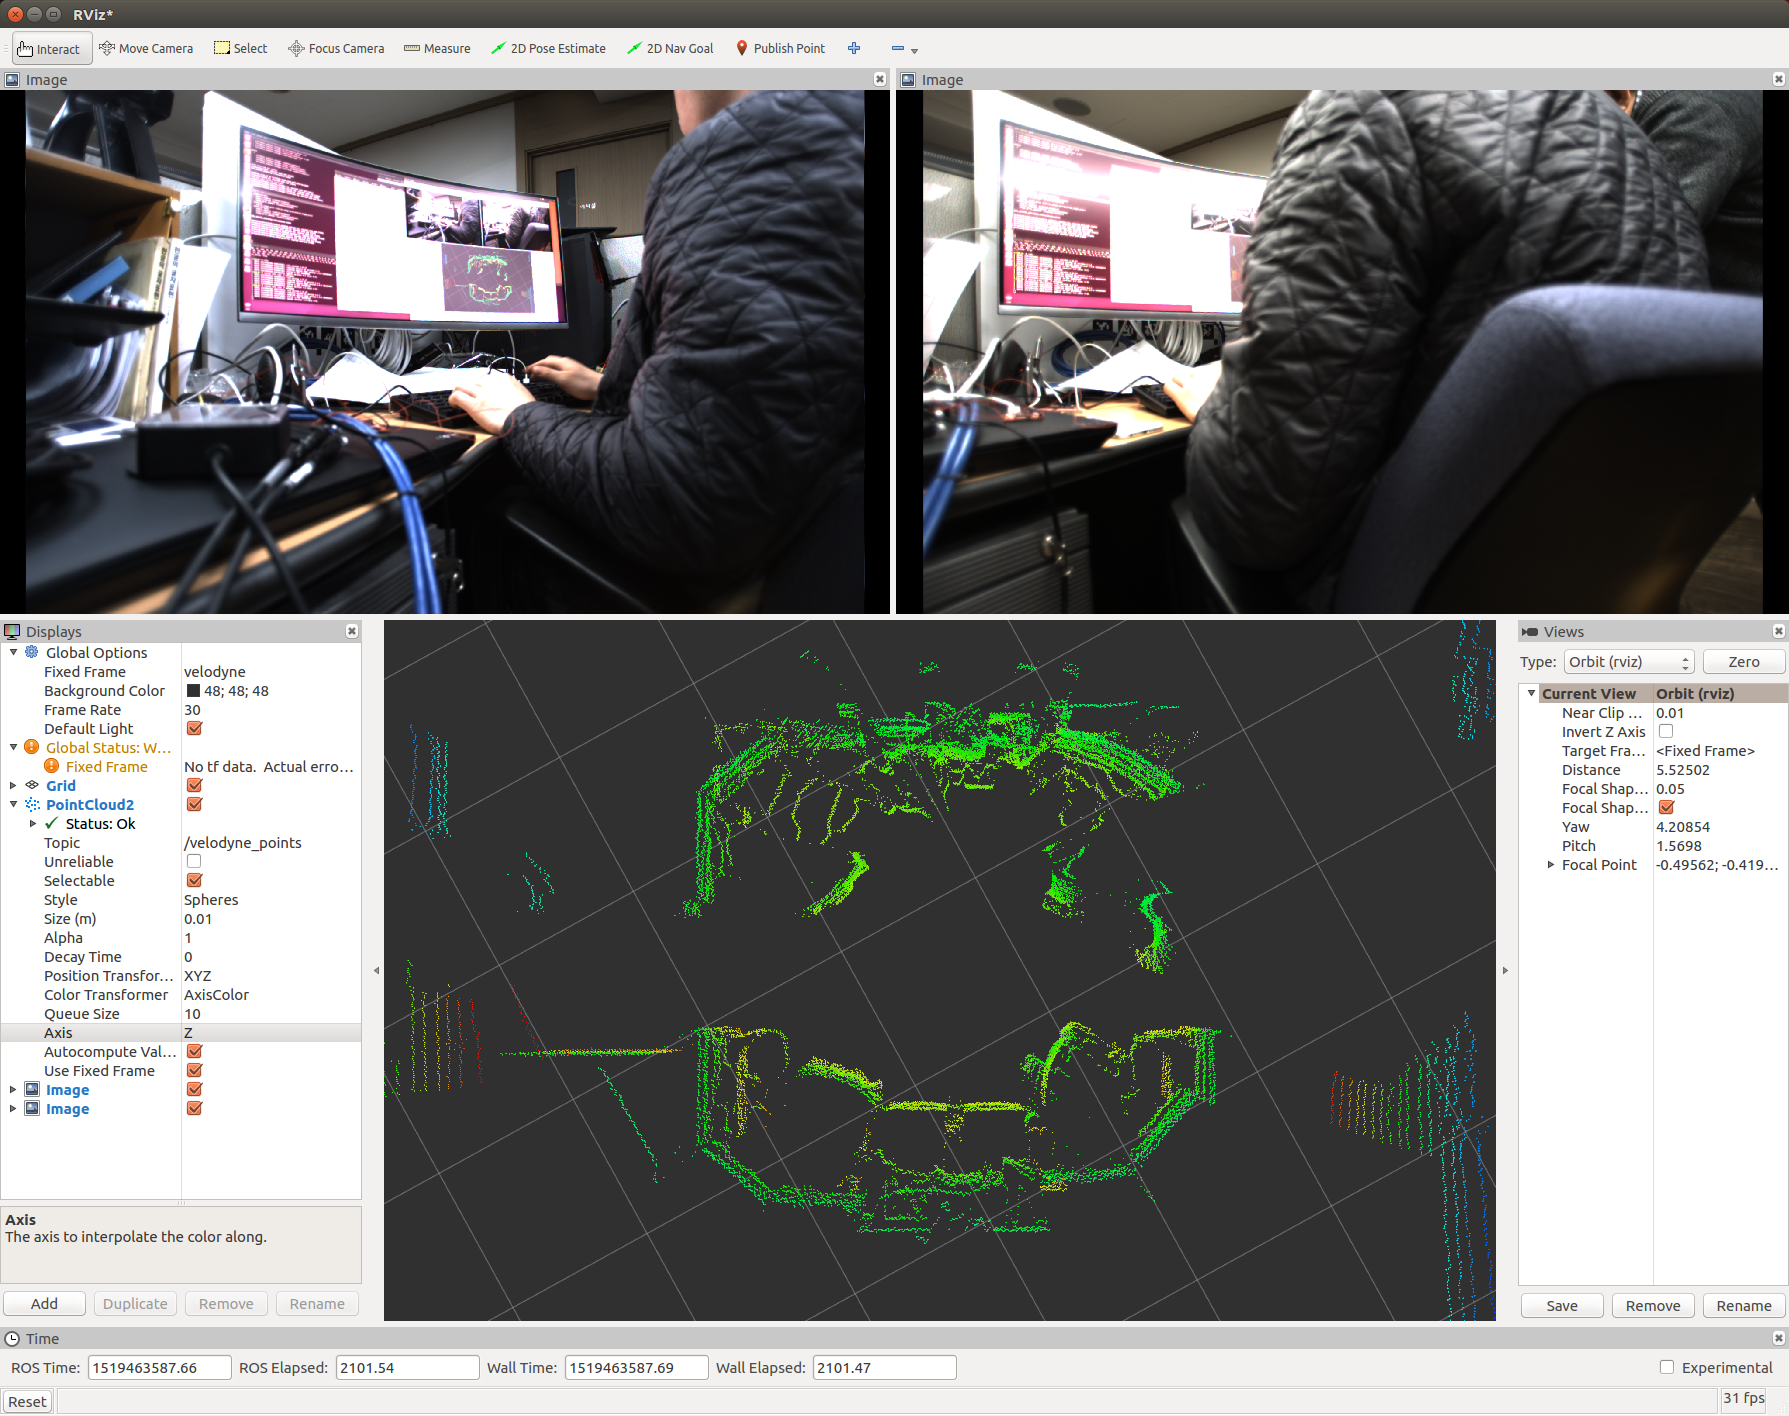 RViz*
Interact Move Camera Select Focus Camera Measure 2D Pose Estimate 2D Nav Goal Publish Point
Image
Image
Displays
Global Options
Fixed Frame velodyne
Background Color 48; 48; 48
Frame Rate 30
Default Light
Global Status: W...
Fixed Frame No tf data. Actual erro...
Grid
PointCloud2
Status: Ok
Topic /velodyne_points
Unreliable
Selectable
Style Spheres
Size (m) 0.01
Alpha 1
Decay Time 0
Position Transfor... XYZ
Color Transformer AxisColor
Queue Size 10
Axis Z
Autocompute Val...
Use Fixed Frame
Image
Image
Axis
The axis to interpolate the color along.
Add Duplicate Remove Rename
Views
Type: Orbit (rviz) Zero
Current View Orbit (rviz)
Near Clip ... 0.01
Invert Z Axis
Target Fra... <Fixed Frame>
Distance 5.52502
Focal Shap... 0.05
Focal Shap...
Yaw 4.20854
Pitch 1.5698
Focal Point -0.49562; -0.419...
Save Remove Rename
Time
ROS Time: 1519463587.66 ROS Elapsed: 2101.54 Wall Time: 1519463587.69 Wall Elapsed: 2101.47 Experimental
Reset 31 fps